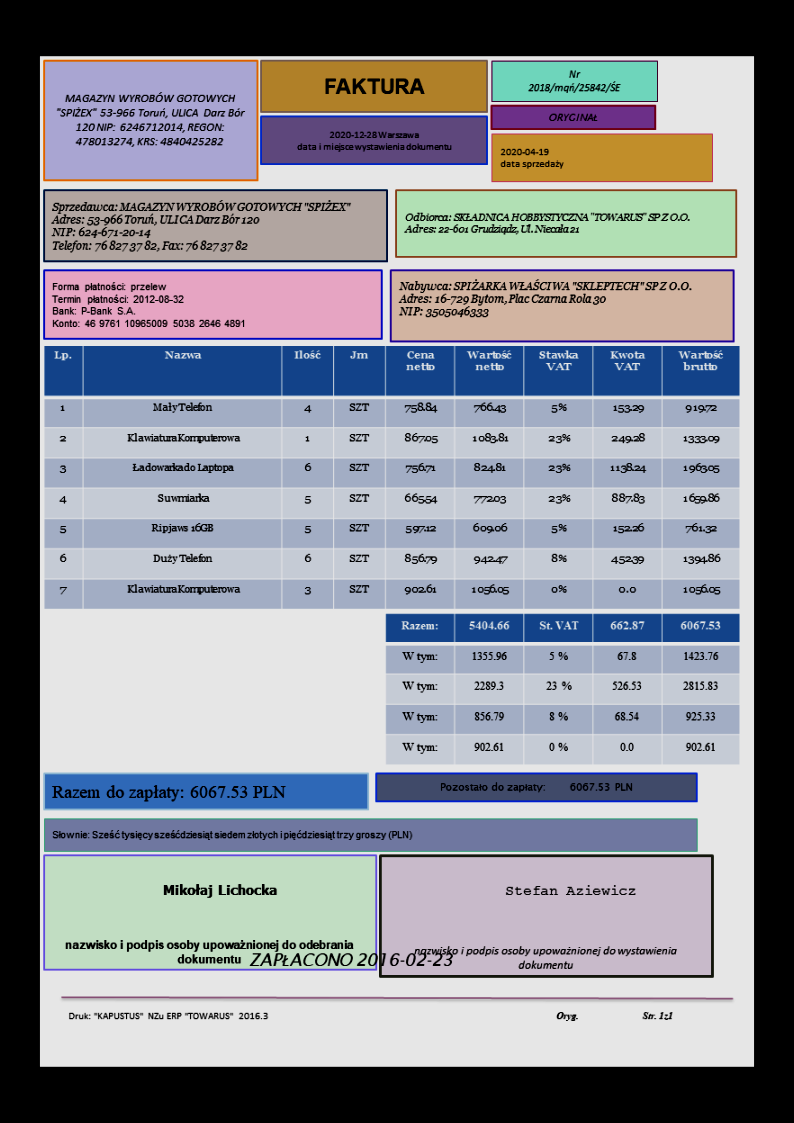 MAGAZYN WYROBÓW GOTOWYCH
"SPIŻEX" 53-966 Toruń, ULICA Darz Bór
120 NIP: 6246712014, REGON:
478013274, KRS: 4840425282
FAKTURA
2020-12-28 Warszawa
data i miejsce wystawienia dokumentu
Nr
2018/mqń/25842/ŚE
ORYGINAŁ
2020-04-19
data sprzedaży
Sprzedawca: MAGAZYN WYROBÓW GOTOWYCH "SPIŻEX"
Adres: 53-966 Toruń, ULICA Darz Bór 120
NIP: 624-671-20-14
Telefon: 76 827 37 82, Fax: 76 827 37 82
Odbiorca: SKŁADNICA HOBBYSTYCZNA "TOWARUS" SP Z O.O.
Adres: 22-601 Grudziądz, Ul. Niecała 21
Forma płatności: przelew
Termin płatności: 2012-08-32
Bank: P-Bank S.A.
Konto: 46 9761 10965009 5038 2646 4891
Nabywca: SPIŻARKA WŁAŚCIWA "SKLEPTECH" SP Z O.O.
Adres: 16-729 Bytom, Plac Czarna Rola 30
NIP: 3505046333
Lp. Nazwa Ilość Jm Cena netto Wartość netto Stawka VAT Kwota VAT Wartość brutto
1 Mały Telefon 4 SZT 758.84 766.43 5% 153.29 919.72
2 Klawiatura Komputerowa 1 SZT 867.05 1083.81 23% 249.28 1333.09
3 Ładowarka do Laptopa 6 SZT 756.71 824.81 23% 1138.24 1963.05
4 Suwmiarka 5 SZT 665.54 772.03 23% 887.83 1659.86
5 Ripjaws 16GB 5 SZT 597.12 609.06 5% 152.26 761.32
6 Duży Telefon 6 SZT 856.79 942.47 8% 452.39 1394.86
7 Klawiatura Komputerowa 3 SZT 902.61 1056.05 0% 0.0 1056.05
Razem: 5404.66 St. VAT 662.87 6067.53
W tym: 1355.96 5 % 67.8 1423.76
W tym: 2289.3 23 % 526.53 2815.83
W tym: 856.79 8 % 68.54 925.33
W tym: 902.61 0 % 0.0 902.61
Razem do zapłaty: 6067.53 PLN
Pozostało do zapłaty: 6067.53 PLN
Słownie: Sześć tysięcy sześćdziesiąt siedem złotych i pięćdziesiąt trzy groszy (PLN)
Mikołaj Lichocka
nazwisko i podpis osoby upoważnionej do odebrania
dokumentu
Stefan Aziewicz
nazwisko i podpis osoby upoważnionej do wystawienia
dokumentu
ZAPŁACONO 2016-02-23
Druk: "KAPUSTUS" NZu ERP "TOWARUS" 2016.3
Oryg.
Str. 1z1